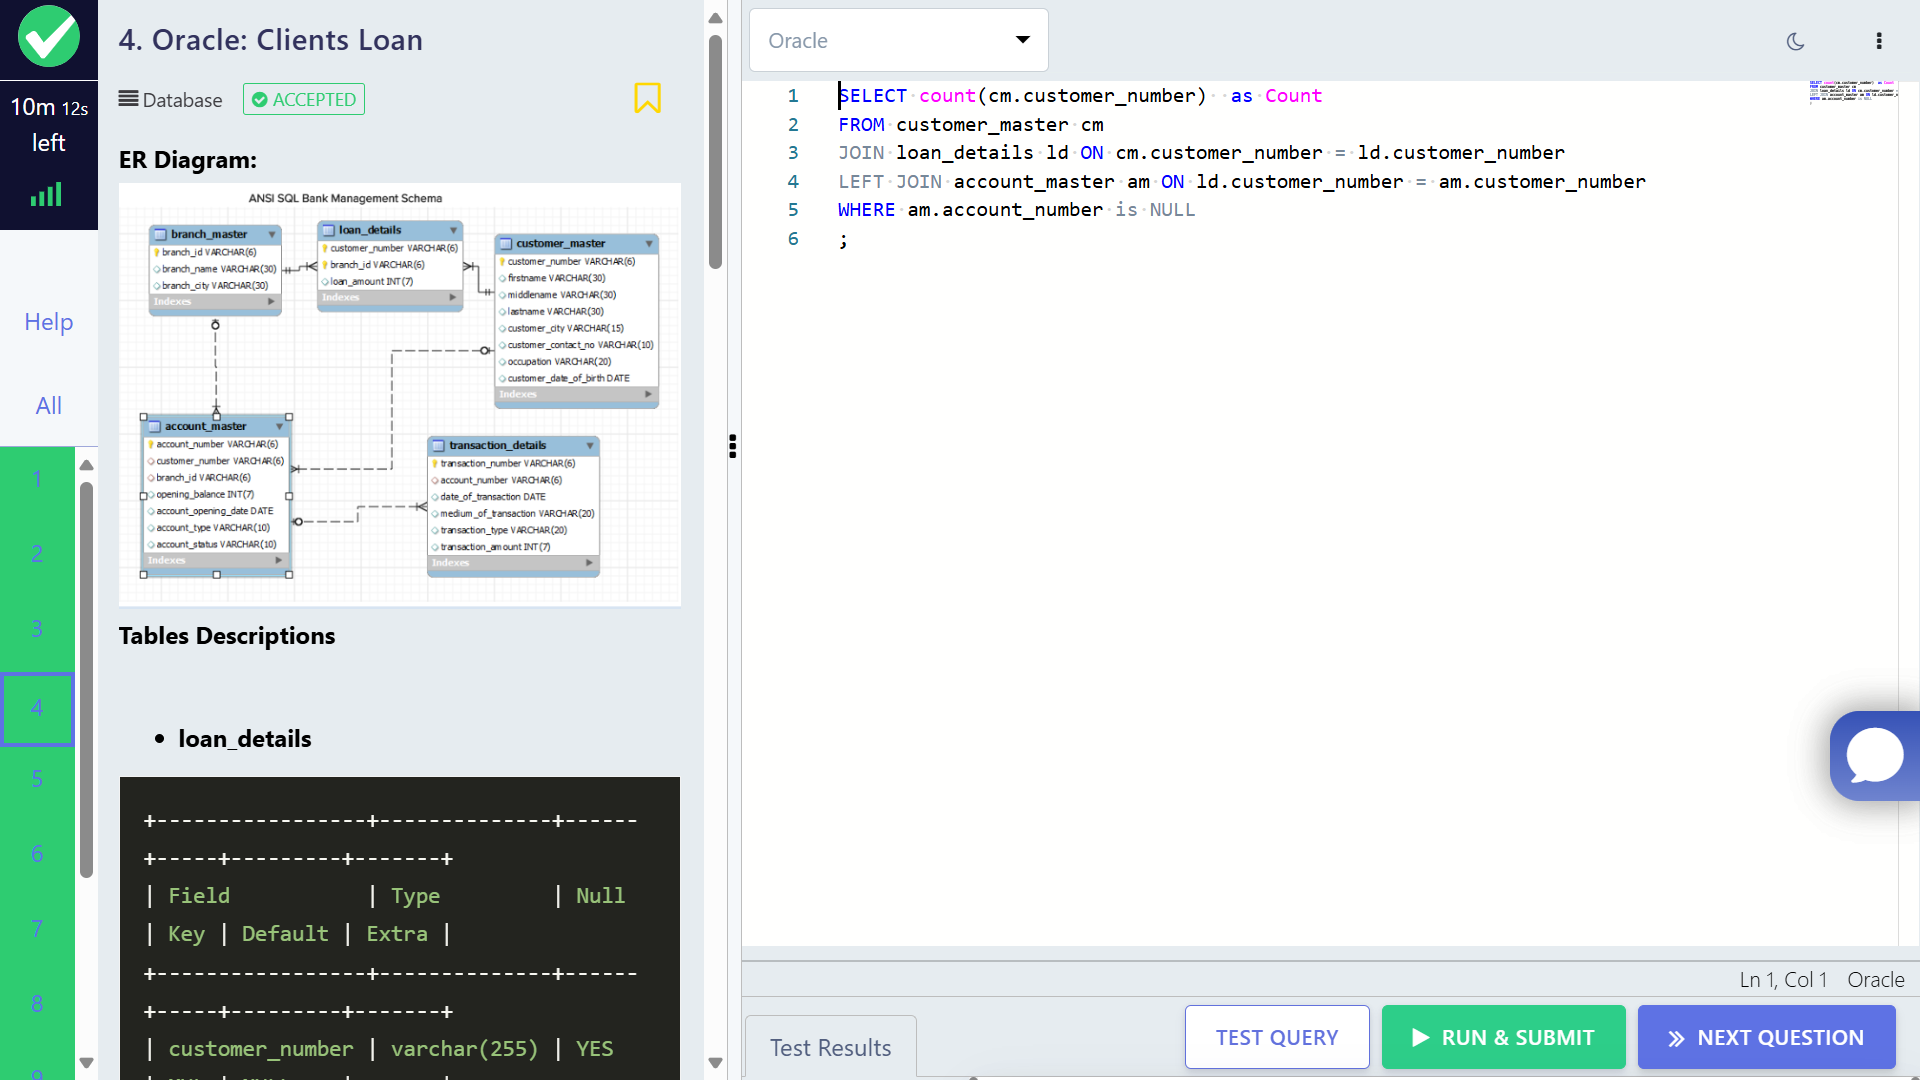 10m 12s
left
Help
All
1
2
3
4
5
6
7
8
9
4. Oracle: Clients Loan
Database
ACCEPTED
ER Diagram:
ANSI SQL Bank Management Schema
branch_master
branch_id VARCHAR(6)
branch_name VARCHAR(30)
branch_city VARCHAR(30)
Indexes
loan_details
customer_number VARCHAR(6)
branch_id VARCHAR(6)
loan_amount INT(7)
Indexes
customer_master
customer_number VARCHAR(6)
firstname VARCHAR(30)
middlename VARCHAR(30)
lastname VARCHAR(30)
customer_city VARCHAR(15)
customer_contact_no VARCHAR(10)
occupation VARCHAR(20)
customer_date_of_birth DATE
Indexes
account_master
account_number VARCHAR(6)
customer_number VARCHAR(6)
branch_id VARCHAR(6)
opening_balance INT(7)
account_opening_date DATE
account_type VARCHAR(10)
account_status VARCHAR(10)
Indexes
transaction_details
transaction_number VARCHAR(6)
account_number VARCHAR(6)
date_of_transaction DATE
medium_of_transaction VARCHAR(20)
transaction_type VARCHAR(20)
transaction_amount INT(7)
Indexes
Tables Descriptions
• loan_details
+------------------+--------------+------
+-----+---------+-------+
| Field | Type | Null
| Key | Default | Extra |
+------------------+--------------+------
+-----+---------+-------+
| customer_number | varchar(255) | YES
Oracle
1 SELECT count(cm.customer_number)  as Count
2 FROM customer_master cm
3 JOIN loan_details ld ON cm.customer_number = ld.customer_number
4 LEFT JOIN account_master am ON ld.customer_number = am.customer_number
5 WHERE am.account_number is NULL
6 ;
Ln 1, Col 1 Oracle
Test Results
TEST QUERY
RUN & SUBMIT
NEXT QUESTION